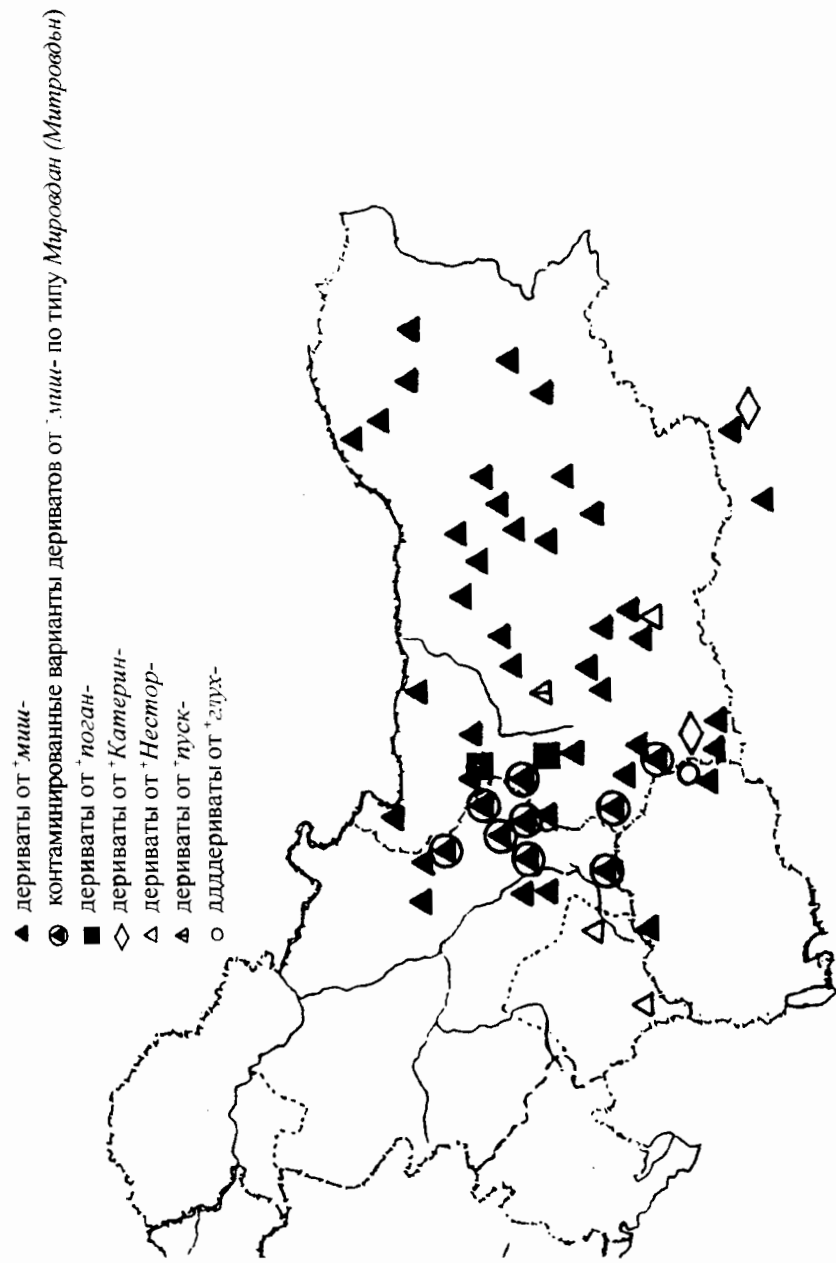 дериваты от +миш-
контаминированные варианты дериватов от +миш- по типу Мировдан (Митровдън)
дериваты от +поган-
дериваты от +Катерин-
дериваты от +Нестор-
дериваты от +пуск-
ддддериваты от +глух-